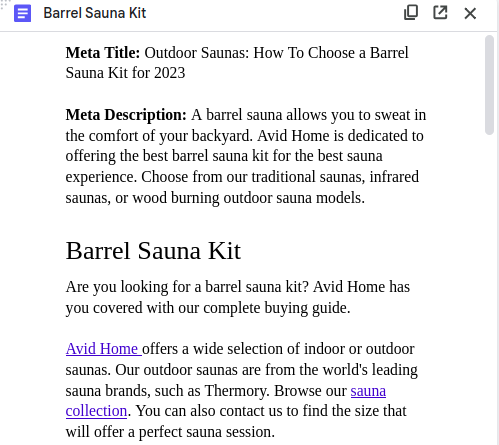 Barrel Sauna Kit
Meta Title: Outdoor Saunas: How To Choose a Barrel
Sauna Kit for 2023
Meta Description: A barrel sauna allows you to sweat in
the comfort of your backyard. Avid Home is dedicated to
offering the best barrel sauna kit for the best sauna
experience. Choose from our traditional saunas, infrared
saunas, or wood burning outdoor sauna models.
Barrel Sauna Kit
Are you looking for a barrel sauna kit? Avid Home has
you covered with our complete buying guide.
Avid Home offers a wide selection of indoor or outdoor
saunas. Our outdoor saunas are from the world's leading
sauna brands, such as Thermory. Browse our sauna
collection. You can also contact us to find the size that
will offer a perfect sauna session.